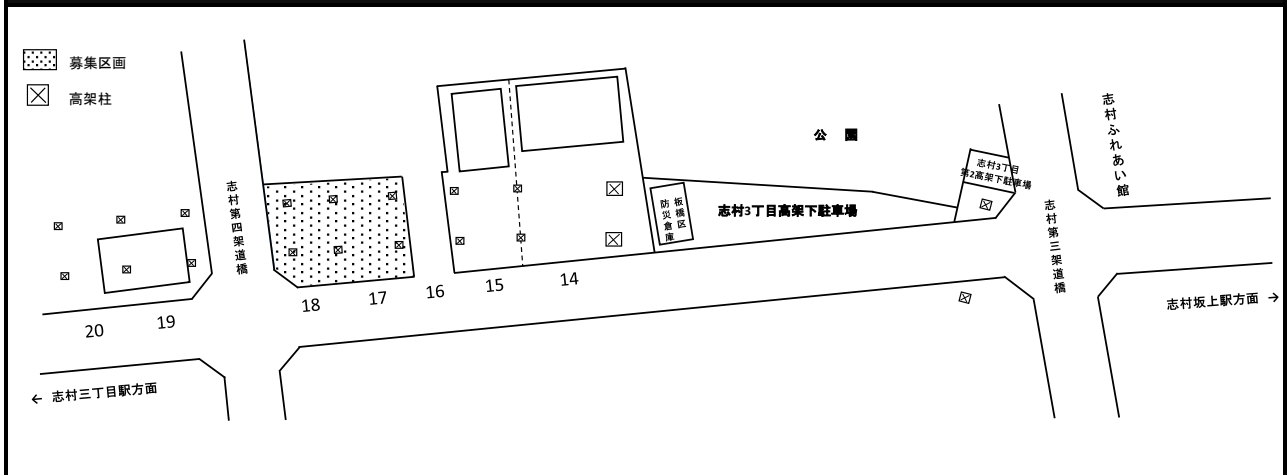 募集区画
高架柱
志村第四架道橋
公 園
志村ふれあい館
志村3丁目
第2高架下駐車場
板橋区
防災倉庫
志村3丁目高架下駐車場
志村第三架道橋
20
19
18
17
16
15
14
志村坂上駅方面 →
← 志村三丁目駅方面